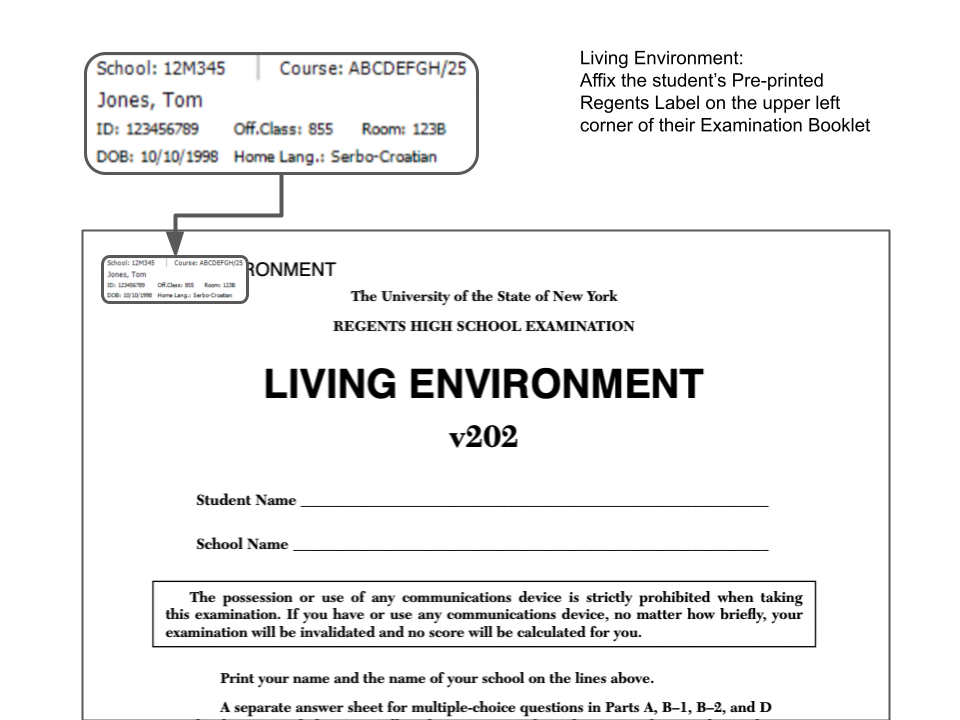 School: 12M345 Course: ABCDEFGH/25
Jones, Tom
ID: 123456789 Off.Class: 855 Room: 123B
DOB: 10/10/1998 Home Lang.: Serbo-Croatian
Living Environment:
Affix the student’s Pre-printed
Regents Label on the upper left
corner of their Examination Booklet
School: 12M345 Course: ABCDEFGH/25
Jones, Tom
ID: 123456789 Off.Class: 855 Room: 123B
DOB: 10/10/1998 Home Lang.: Serbo-Croatian
RONMENT
The University of the State of New York
REGENTS HIGH SCHOOL EXAMINATION
LIVING ENVIRONMENT
v202
Student Name
School Name
The possession or use of any communications device is strictly prohibited when taking
this examination. If you have or use any communications device, no matter how briefly, your
examination will be invalidated and no score will be calculated for you.
Print your name and the name of your school on the lines above.
A separate answer sheet for multiple-choice questions in Parts A, B–1, B–2, and D